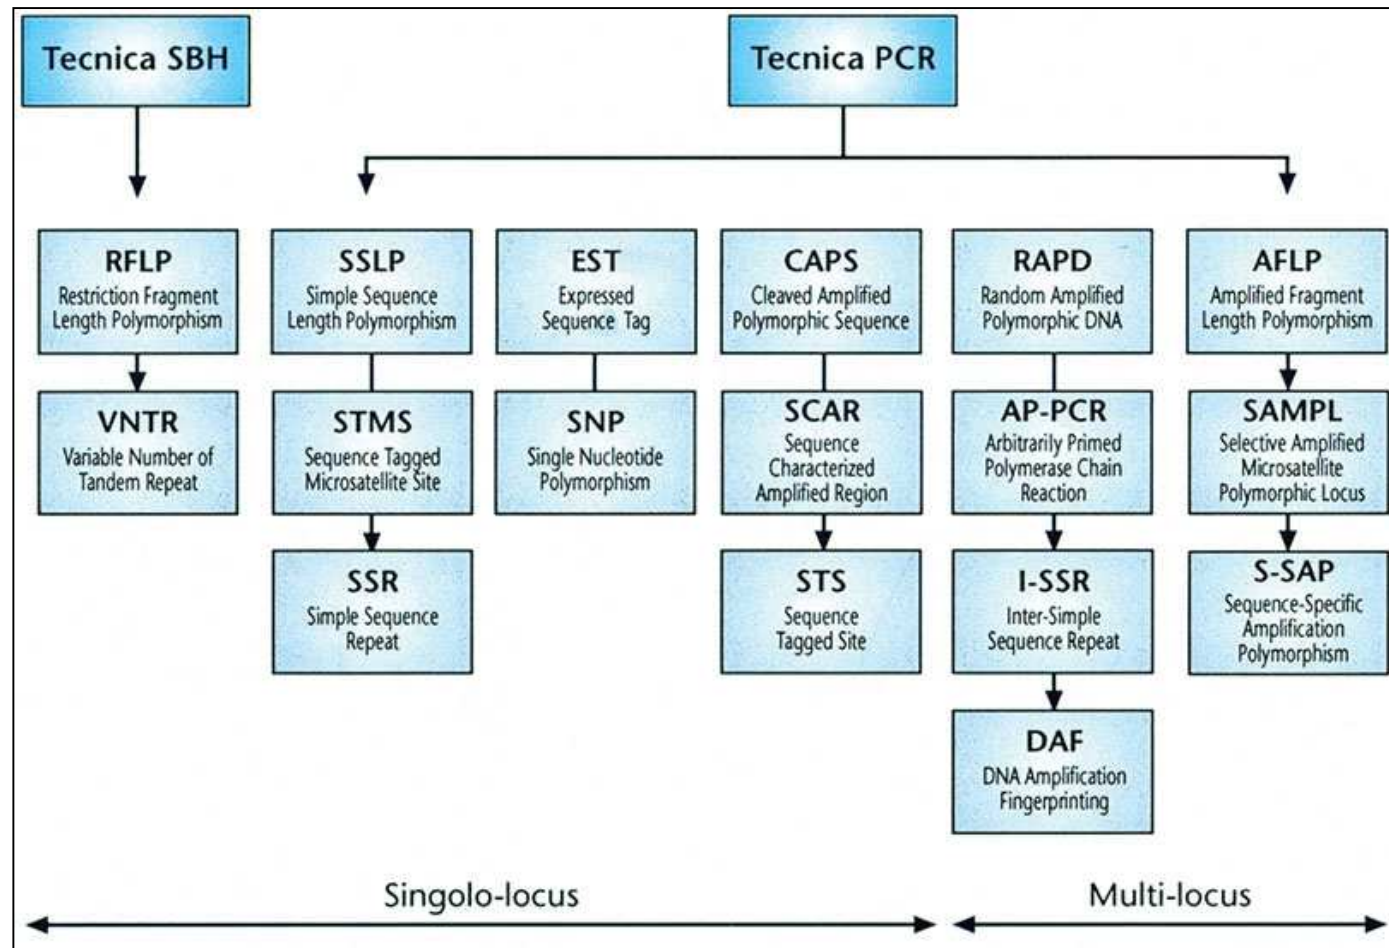 Tecnica SBH
Tecnica PCR
RFLP
Restriction Fragment
Length Polymorphism
SSLP
Simple Sequence
Length Polymorphism
EST
Expressed
Sequence Tag
CAPS
Cleaved Amplified
Polymorphic Sequence
RAPD
Random Amplified
Polymorphic DNA
AFLP
Amplified Fragment
Length Polymorphism
VNTR
Variable Number of
Tandem Repeat
STMS
Sequence Tagged
Microsatellite Site
SNP
Single Nucleotide
Polymorphism
SCAR
Sequence
Characterized
Amplified Region
AP-PCR
Arbitrarily Primed
Polymerase Chain
Reaction
SAMPL
Selective Amplified
Microsatellite
Polymorphic Locus
SSR
Simple Sequence
Repeat
STS
Sequence
Tagged Site
I-SSR
Inter-Simple
Sequence Repeat
S-SAP
Sequence-Specific
Amplification
Polymorphism
DAF
DNA Amplification
Fingerprinting
Singolo-locus
Multi-locus